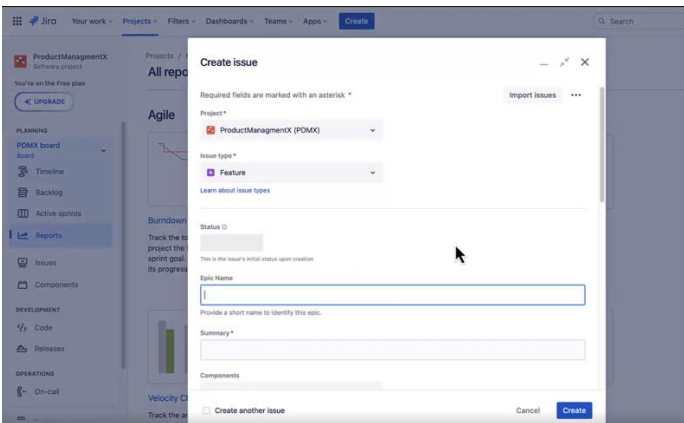 Jira Your work Projects Filters Dashboards Teams Apps Create Search
ProductManagmentX
Software project
You're on the Free plan
UPGRADE
PLANNING
PDMX board
Board
Timeline
Backlog
Active sprints
Reports
Issues
Components
DEVELOPMENT
Code
Releases
OPERATIONS
On-call
Projects /
All repo
Agile
Burndown
Track the to
project the
sprint goal.
its progress
Velocity C
Track the a
Create issue
Required fields are marked with an asterisk *
Import issues
Project *
ProductManagmentX (PDMX)
Issue type *
Feature
Learn about issue types
Status
This is the issue's initial status upon creation
Epic Name
Provide a short name to identify this epic.
Summary *
Components
Create another issue
Cancel Create